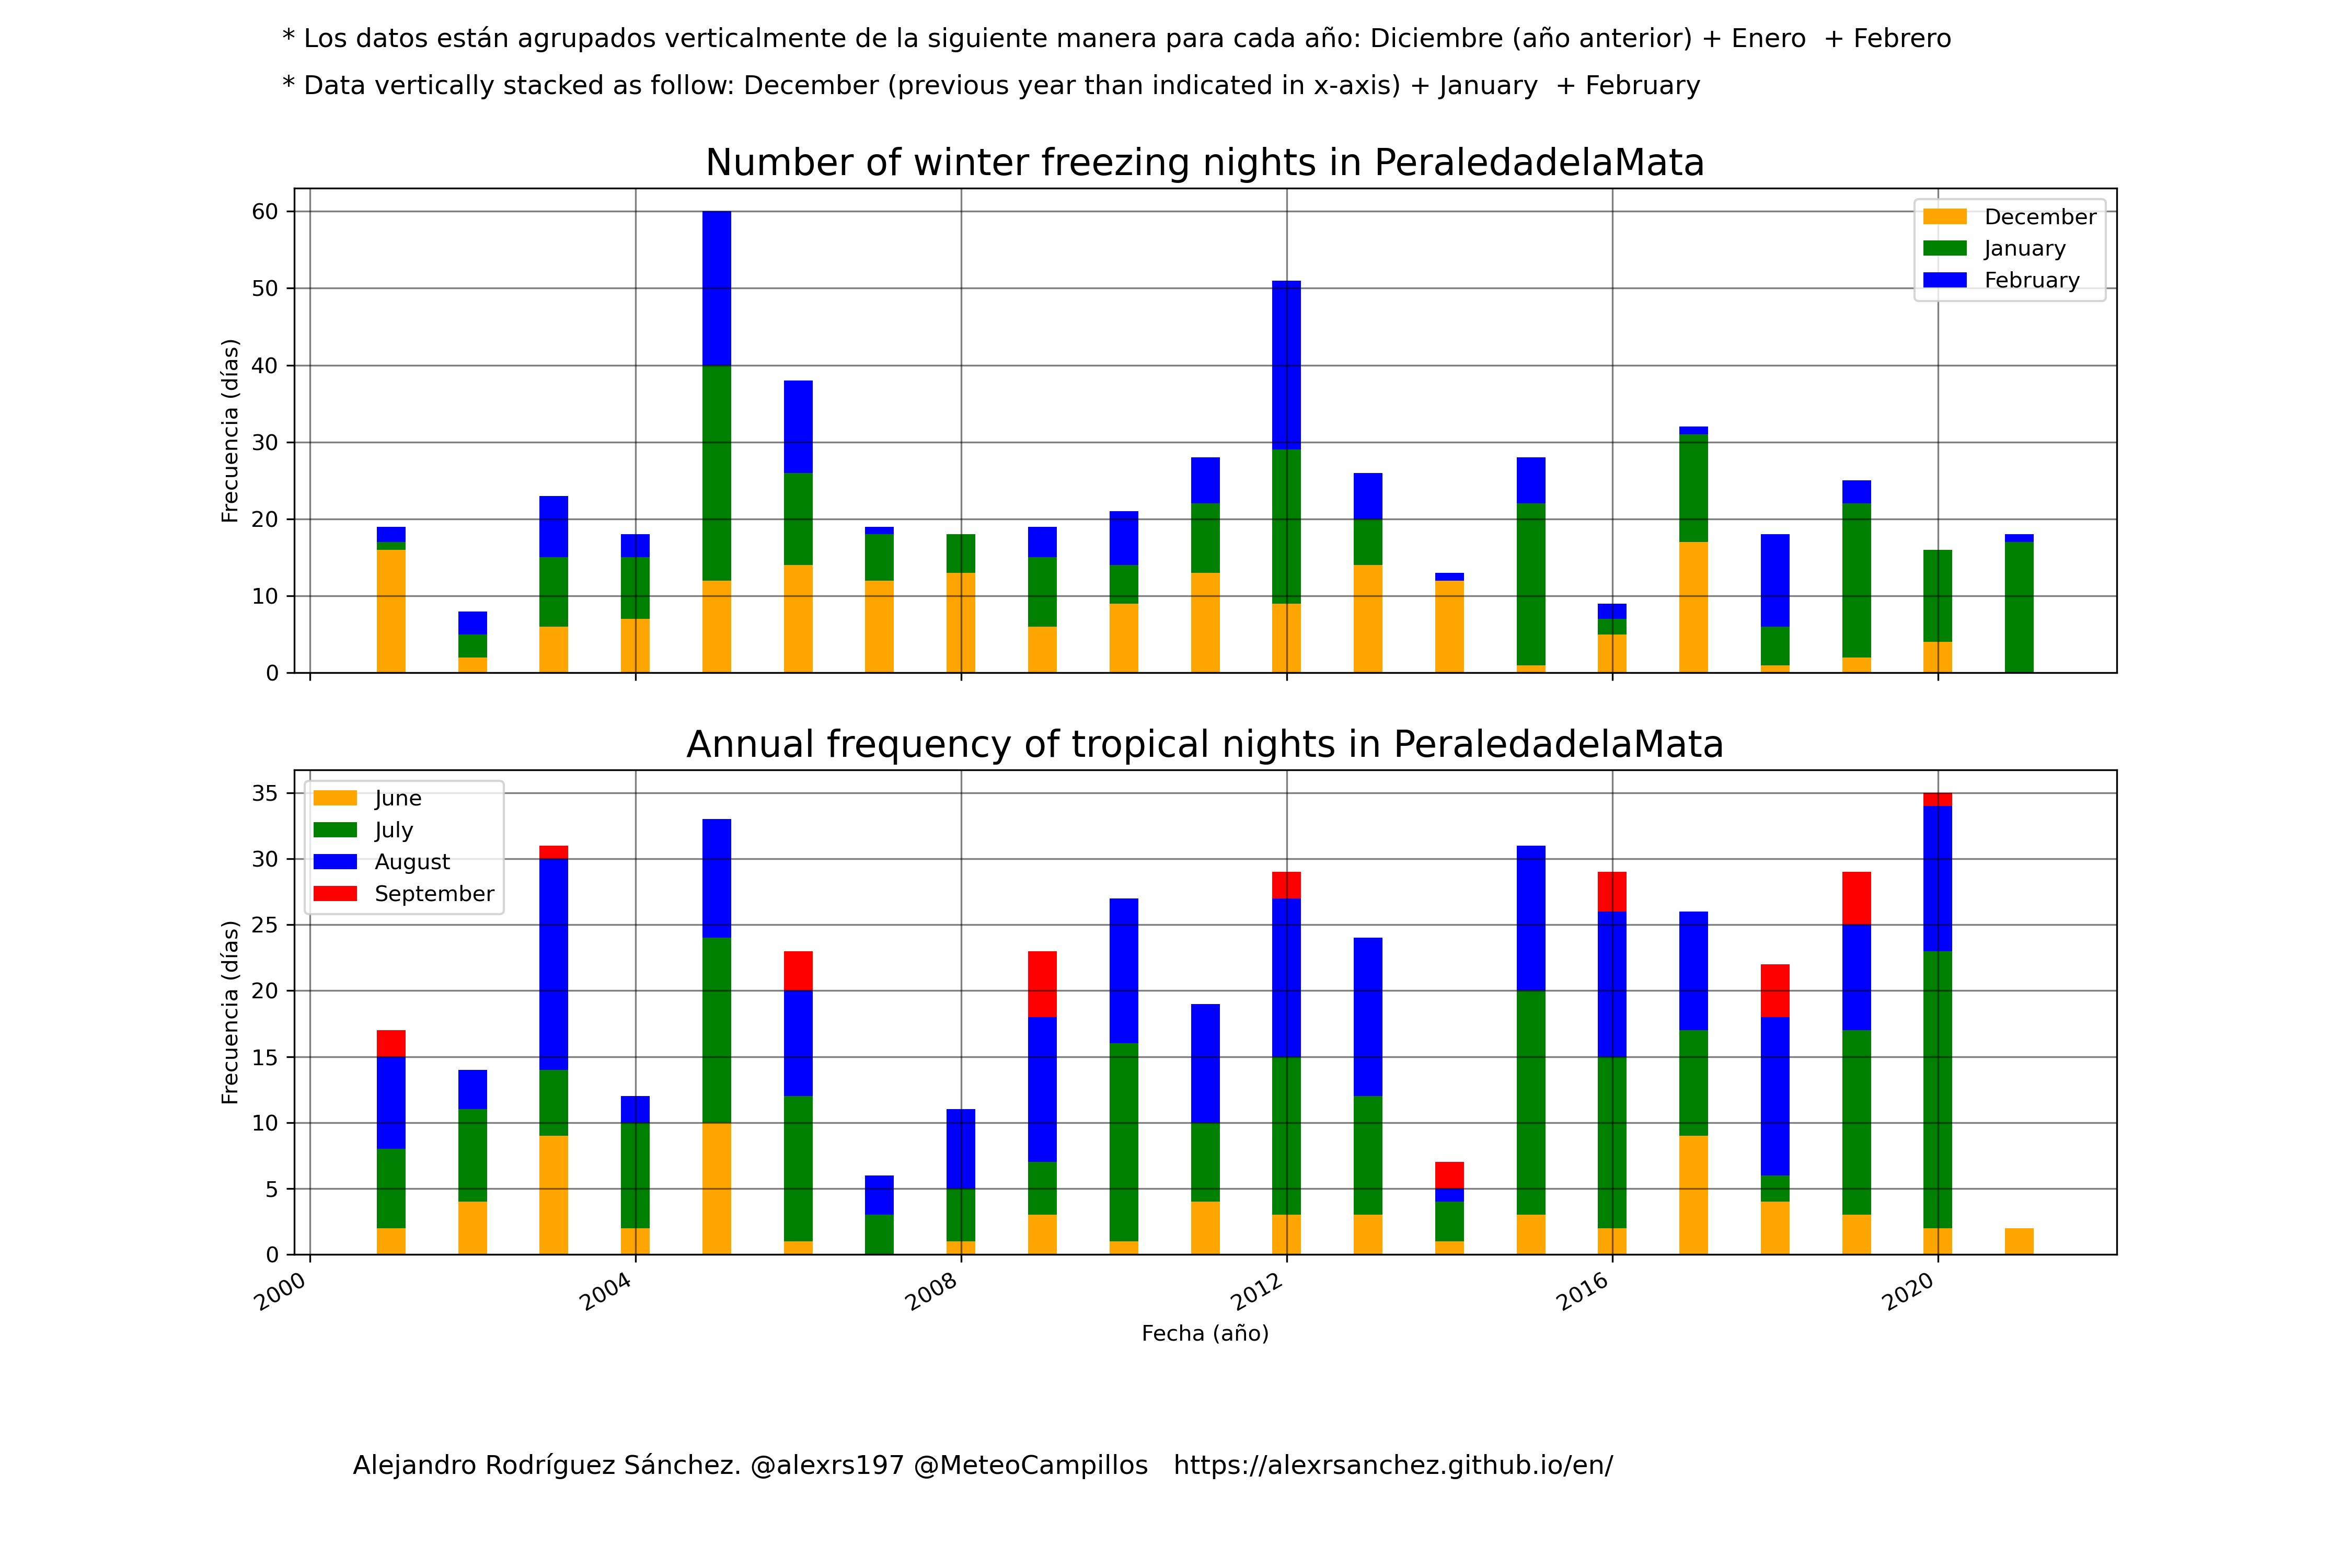 * Los datos están agrupados verticalmente de la siguiente manera para cada año: Diciembre (año anterior) + Enero  + Febrero
* Data vertically stacked as follow: December (previous year than indicated in x-axis) + January  + February
Number of winter freezing nights in PeraledadelaMata
60
50
40
30
20
10
0
Frecuencia (días)
December
January
February
Annual frequency of tropical nights in PeraledadelaMata
35
30
25
20
15
10
5
0
Frecuencia (días)
June
July
August
September
2000 2004 2008 2012 2016 2020
Fecha (año)
Alejandro Rodríguez Sánchez. @alexrs197 @MeteoCampillos   https://alexrsanchez.github.io/en/